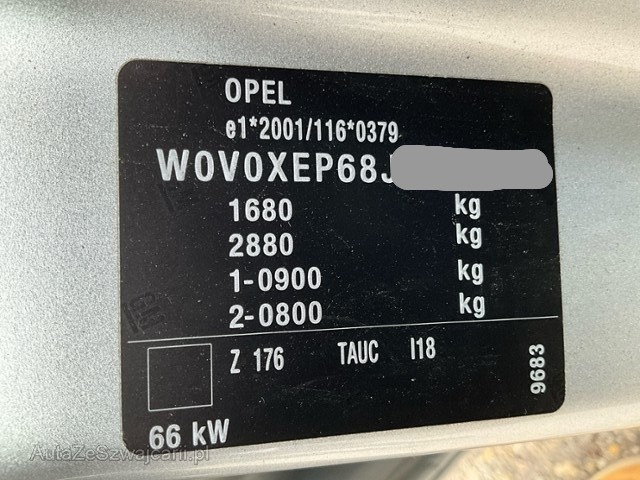 OPEL
e1*2001/116*0379
W0V0XEP68J
1680 kg
2880 kg
1-0900 kg
2-0800 kg
Z 176 TAUC I18
9683
66 kW
AutaZeSzwajcarii.pl